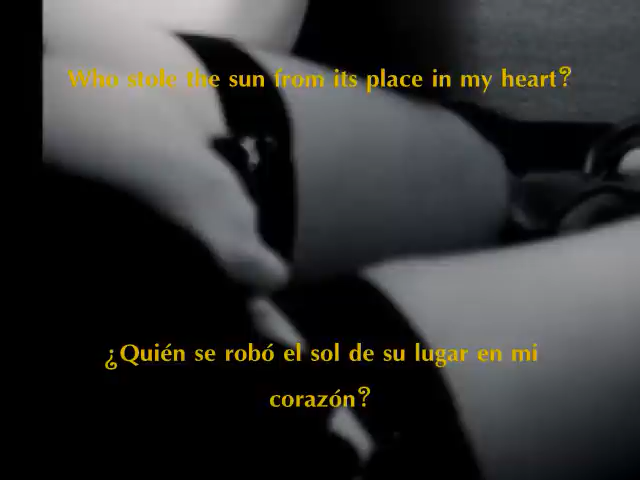 Who stole the sun from its place in my heart?
¿Quién se robó el sol de su lugar en mi
corazón?